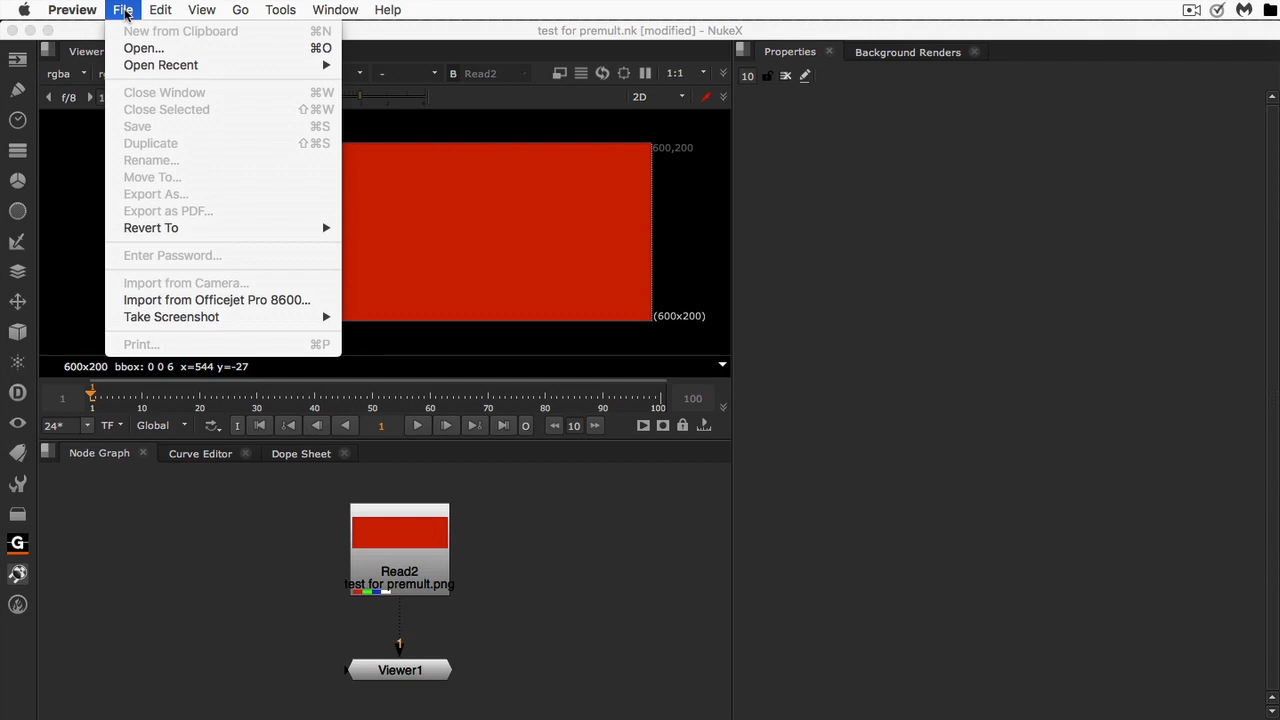 Preview File Edit View Go Tools Window Help
test for premult.nk [modified] - NukeX
New from Clipboard ⌘N
Open... ⌘O
Open Recent
Close Window ⌘W
Close Selected ⇧⌘W
Save ⌘S
Duplicate ⇧⌘S
Rename...
Move To...
Export As...
Export as PDF...
Revert To
Enter Password...
Import from Camera...
Import from Officejet Pro 8600...
Take Screenshot
Print... ⌘P
Viewer
rgba - B Read2 1:1
f/8 1 2D
600,200
(600x200)
600x200 bbox: 0 0 6 x=544 y=-27
1
1 1 10 20 30 40 50 60 70 80 90 100 100
24* TF Global I 1 O 10
Node Graph Curve Editor Dope Sheet
Read2
test for premult.png
1
Viewer1
Properties Background Renders
10
D
G